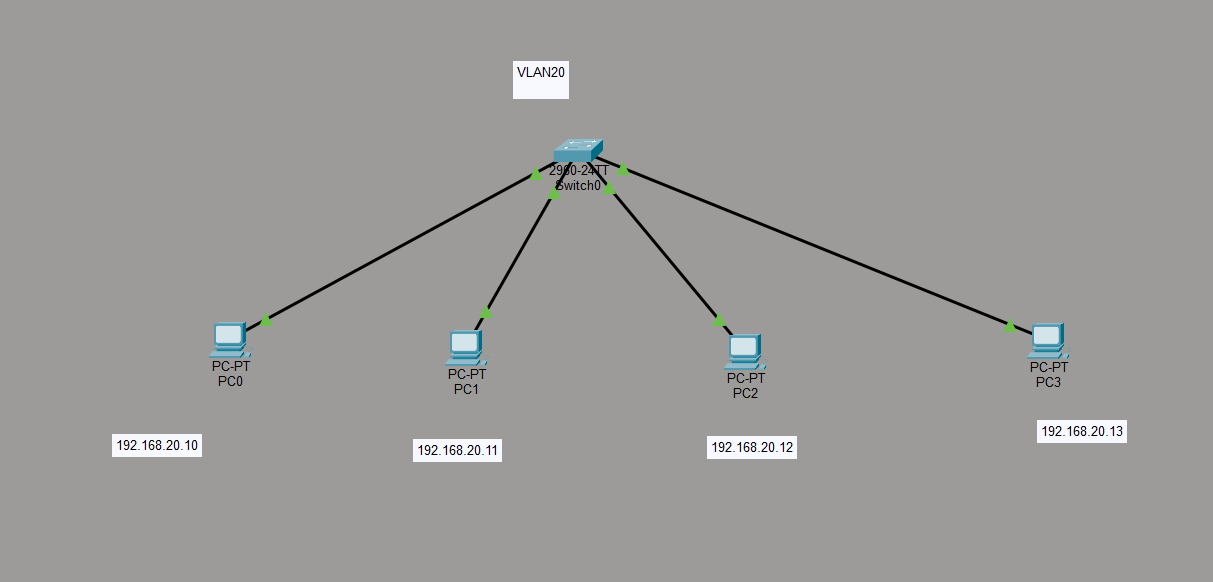 VLAN20
2960-24TT
Switch0
PC-PT
PC0
PC-PT
PC1
PC-PT
PC2
PC-PT
PC3
192.168.20.10
192.168.20.11
192.168.20.12
192.168.20.13